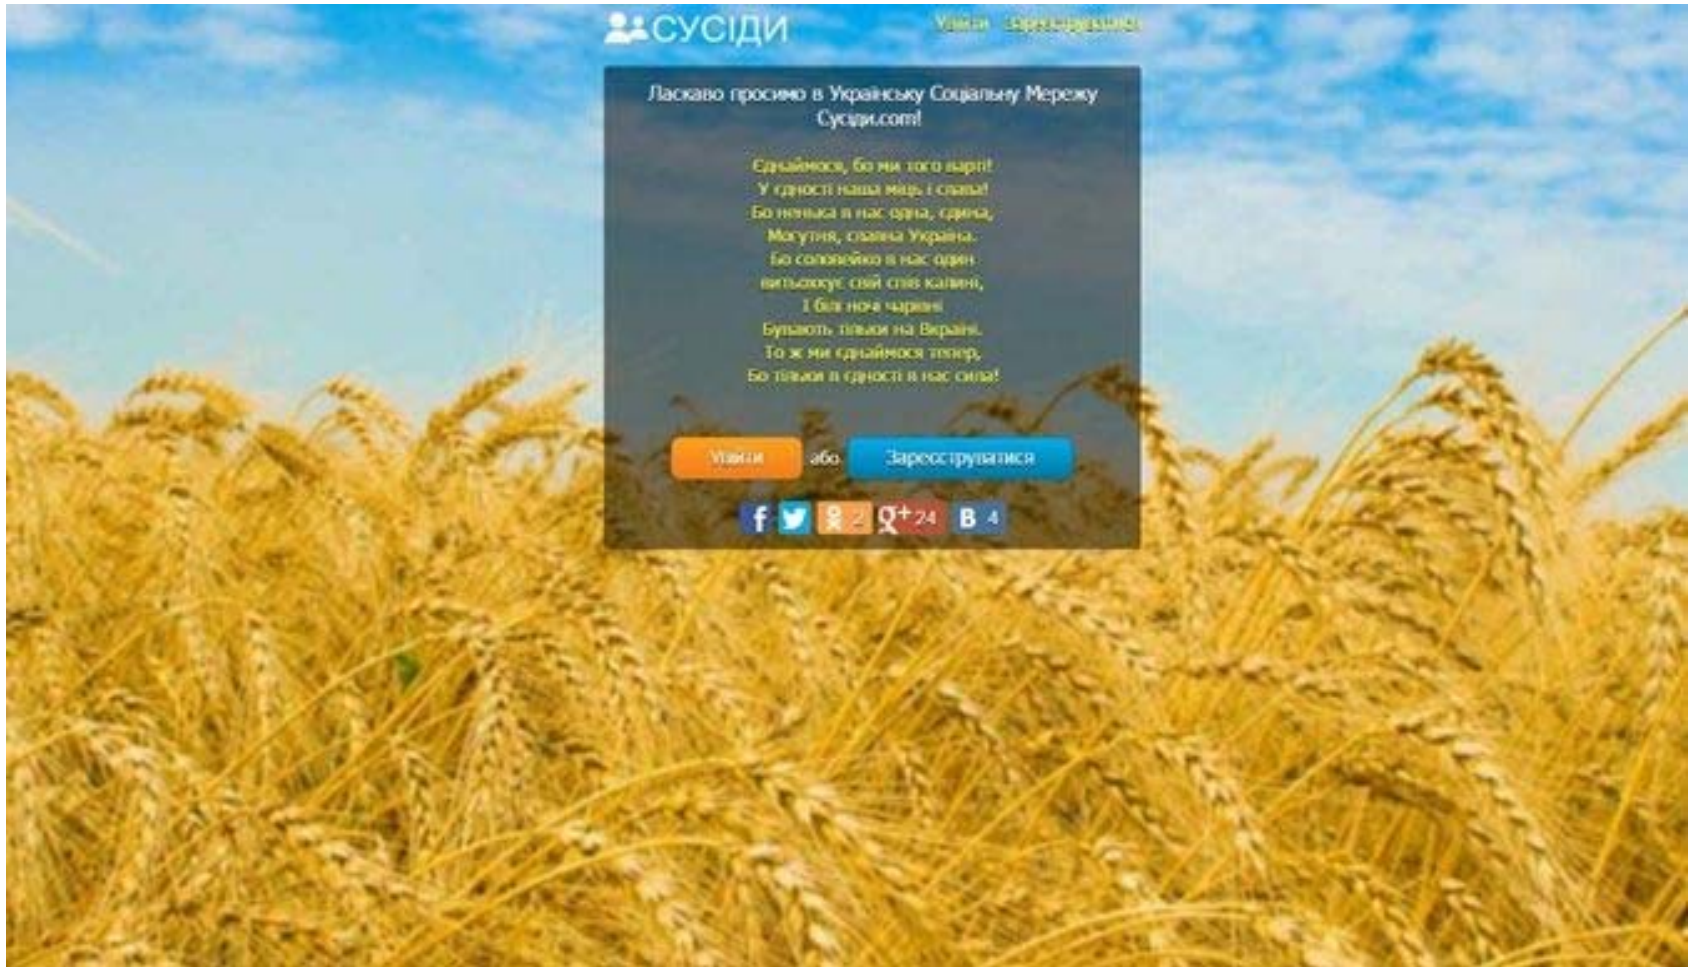 СУСІДИ
Увійти Зареєструватися
Ласкаво просимо в Українську Соціальну Мережу
Сусіди.com!
Єднаймося, бо ми того варті!
У єдності наша міць і слава!
Бо ненька в нас одна, єдина,
Могутня, славна Україна.
Бо соловейко в нас один
витьохкує свій спів калині,
І білі ночі чарівні
Бувають тільки на Вкраїні.
То ж ми єднаймося тепер,
Бо тільки в єдності в нас сила!
Увійти або Зареєструватися
f 2 g+ 24 B 4